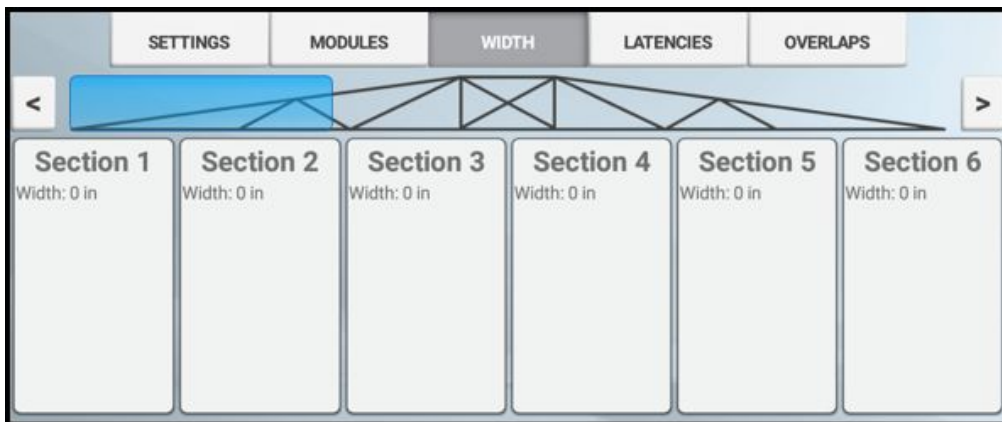 SETTINGS MODULES WIDTH LATENCIES OVERLAPS
< >
Section 1 Section 2 Section 3 Section 4 Section 5 Section 6
Width: 0 in Width: 0 in Width: 0 in Width: 0 in Width: 0 in Width: 0 in